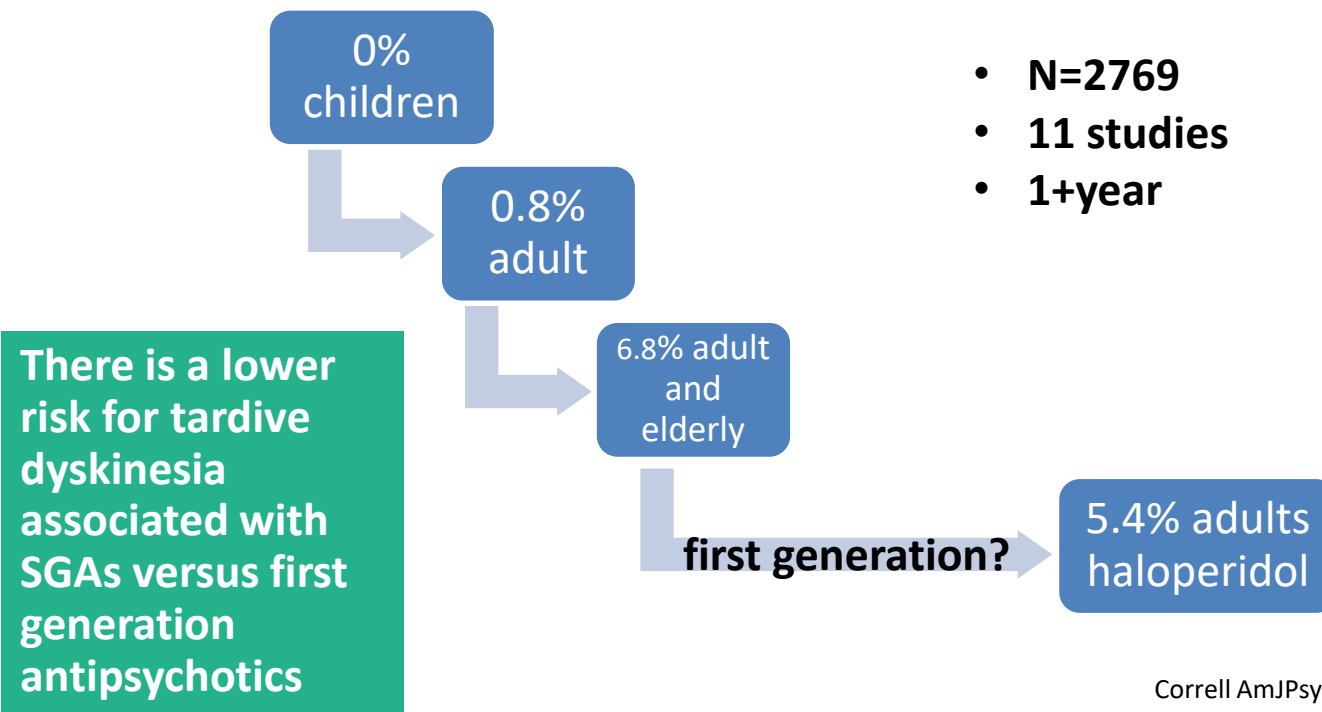 0%
children
• N=2769
• 11 studies
• 1+year
0.8%
adult
6.8% adult
and
elderly
There is a lower
risk for tardive
dyskinesia
associated with
SGAs versus first
generation
antipsychotics
first generation?
5.4% adults
haloperidol
Correll AmJPsy